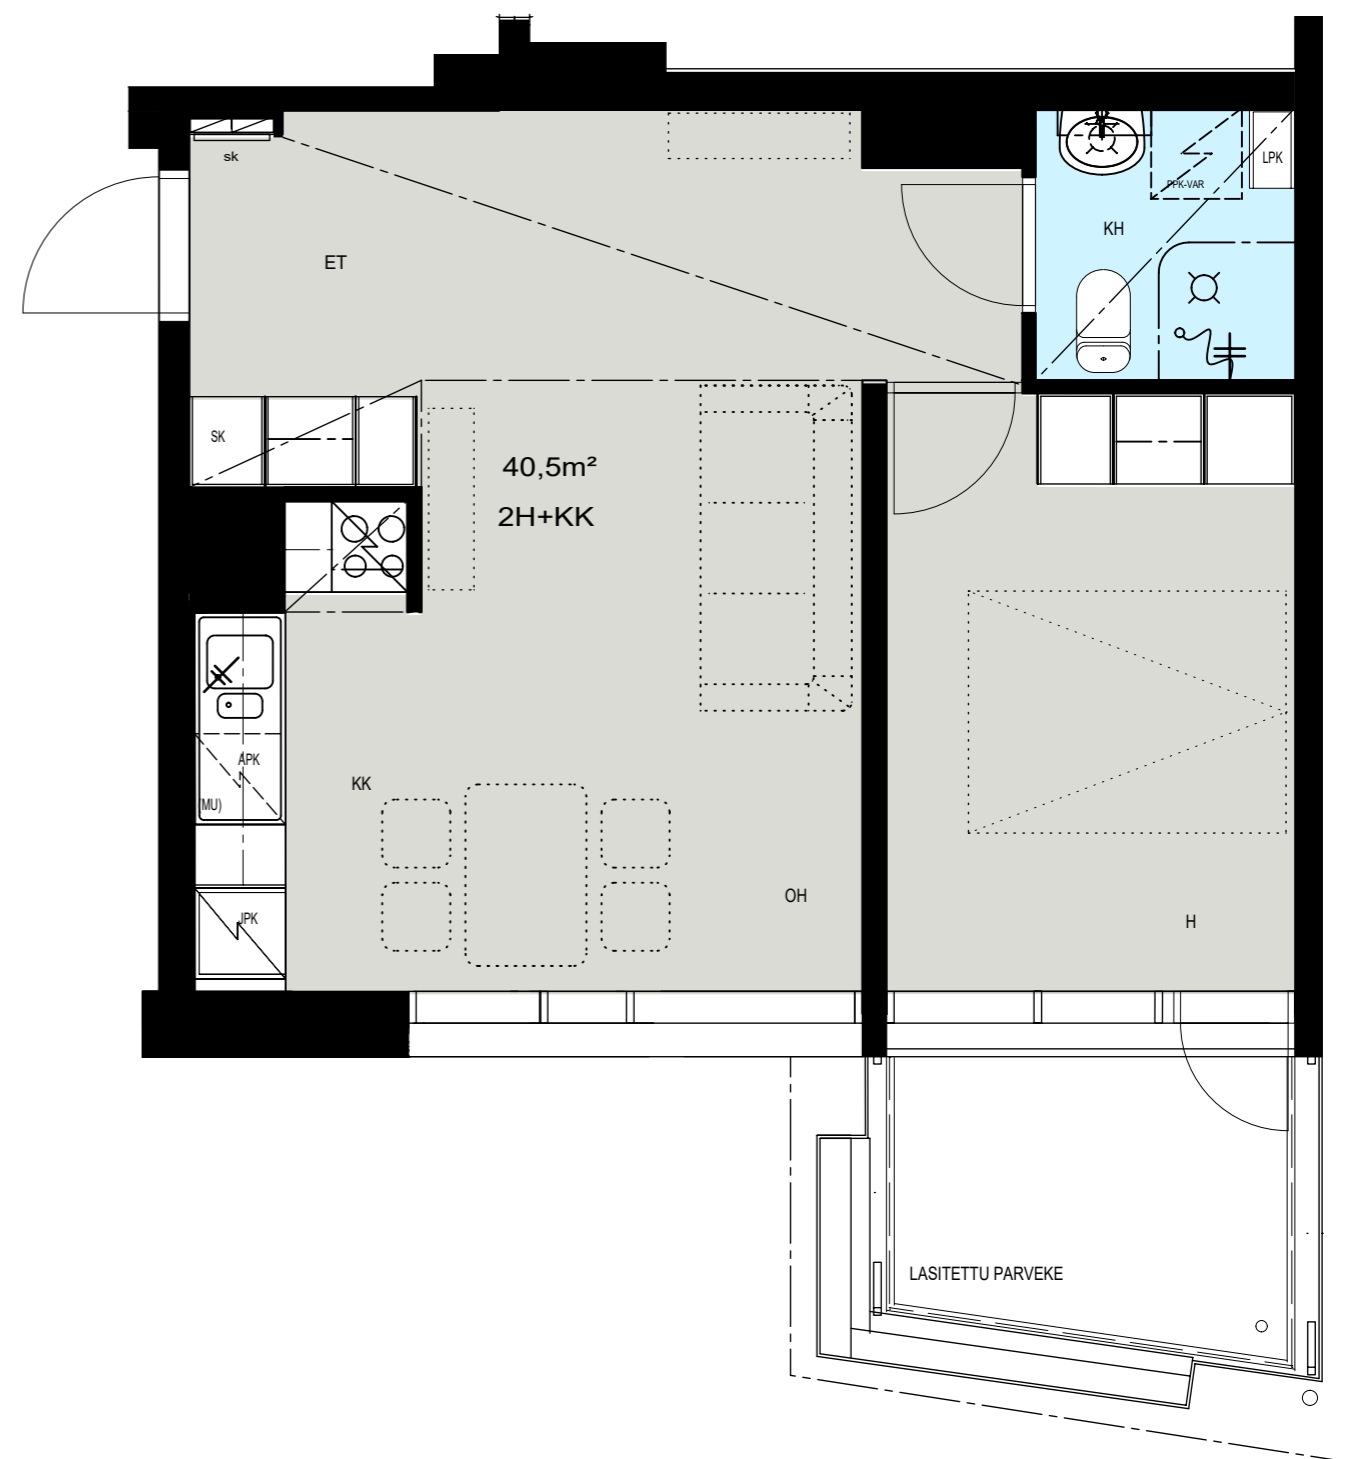 sk
LPK
PPK-VAR
KH
ET
SK
40,5m²
2H+KK
APK
(MU)
KK
OH
JPK
H
LASITETTU PARVEKE